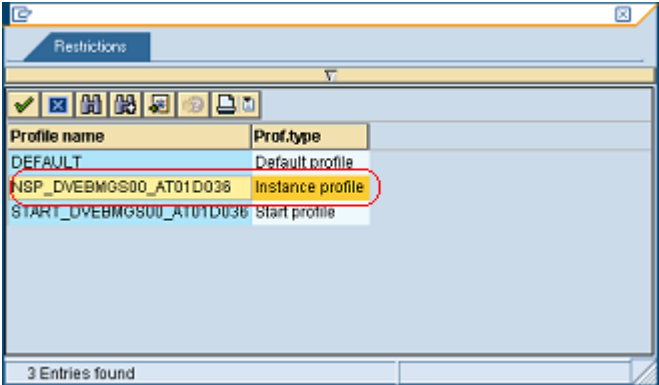 Restrictions
Profile name Prof.type
DEFAULT Default profile
NSP_DVEBMGS00_AT01D036 Instance profile
START_DVEBMGS00_AT01D036 Start profile
3 Entries found